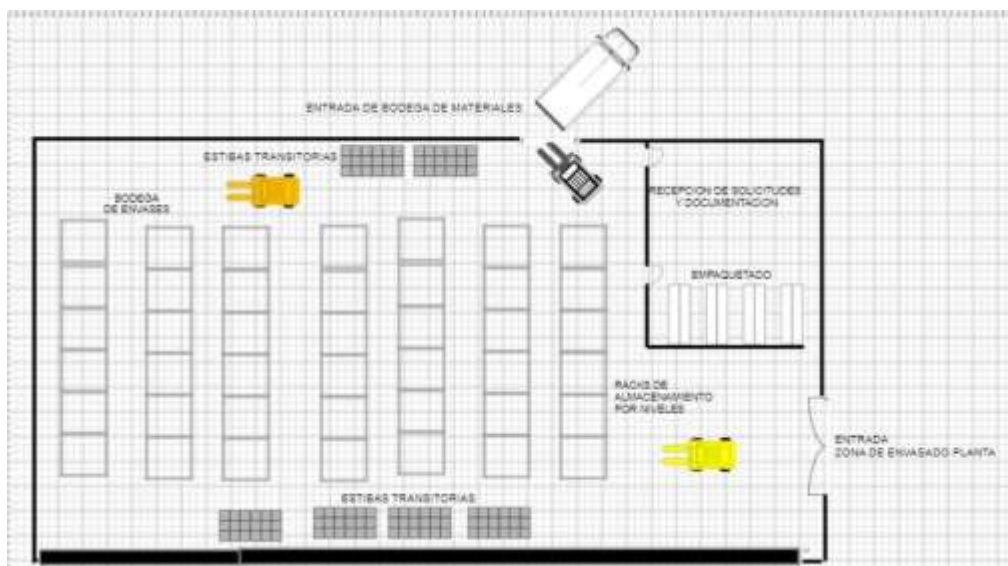 ENTRADA DE BODEGA DE MATERIALES
ESTIBAS TRANSITORIAS
BODEGA
DE ENVASES
RECEPCION DE SOLICITUDES
Y DOCUMENTACION
EMPAQUETADO
RACKS DE
ALMACENAMIENTO
POR NIVELES
ENTRADA
ZONA DE ENVASADO PLANTA
ESTIBAS TRANSITORIAS